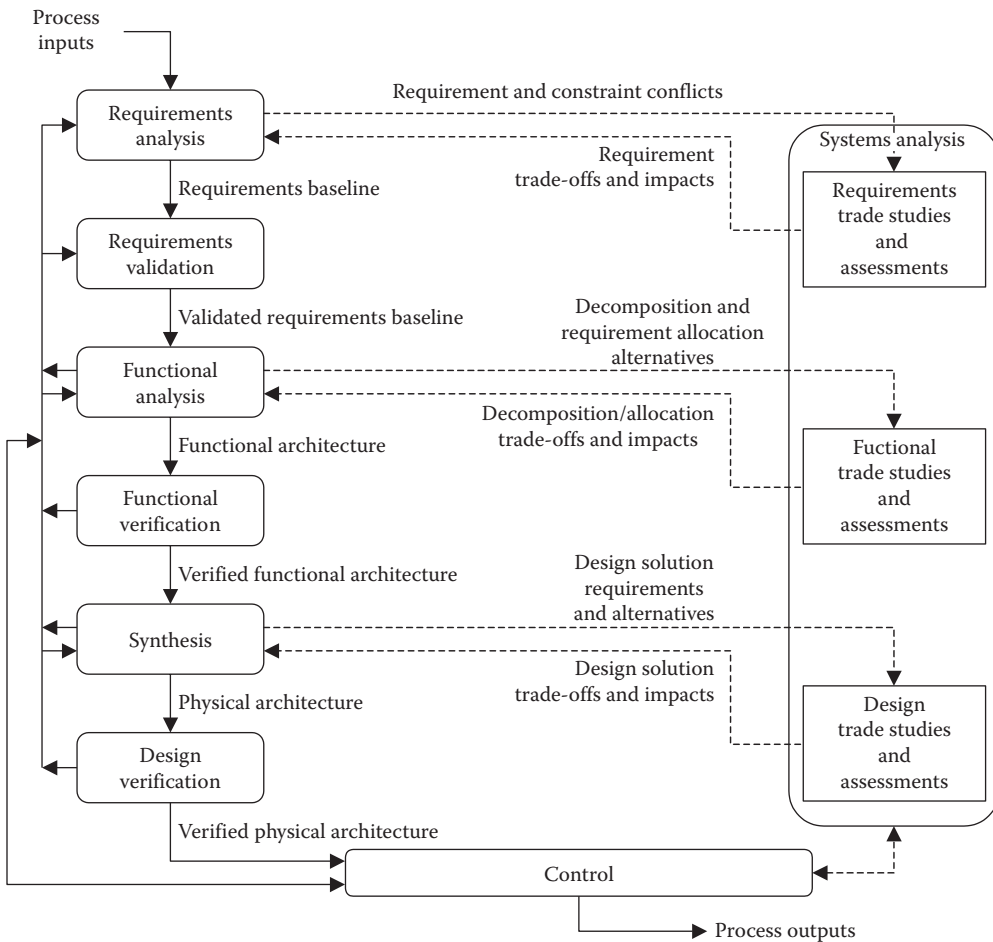 Process
inputs
Requirements
analysis
Requirement and constraint conflicts
Requirement
trade-offs and impacts
Systems analysis
Requirements
trade studies
and
assessments
Requirements baseline
Requirements
validation
Validated requirements baseline
Decomposition and
requirement allocation
alternatives
Functional
analysis
Decomposition/allocation
trade-offs and impacts
Fuctional
trade studies
and
assessments
Functional architecture
Functional
verification
Verified functional architecture
Design solution
requirements
and alternatives
Synthesis
Design solution
trade-offs and impacts
Design
trade studies
and
assessments
Physical architecture
Design
verification
Verified physical architecture
Control
Process outputs